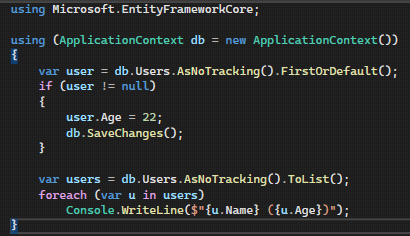 using Microsoft.EntityFrameworkCore;
using (ApplicationContext db = new ApplicationContext())
{
var user = db.Users.AsNoTracking().FirstOrDefault();
if (user != null)
{
user.Age = 22;
db.SaveChanges();
}
var users = db.Users.AsNoTracking().ToList();
foreach (var u in users)
Console.WriteLine($"{u.Name} ({u.Age})");
}